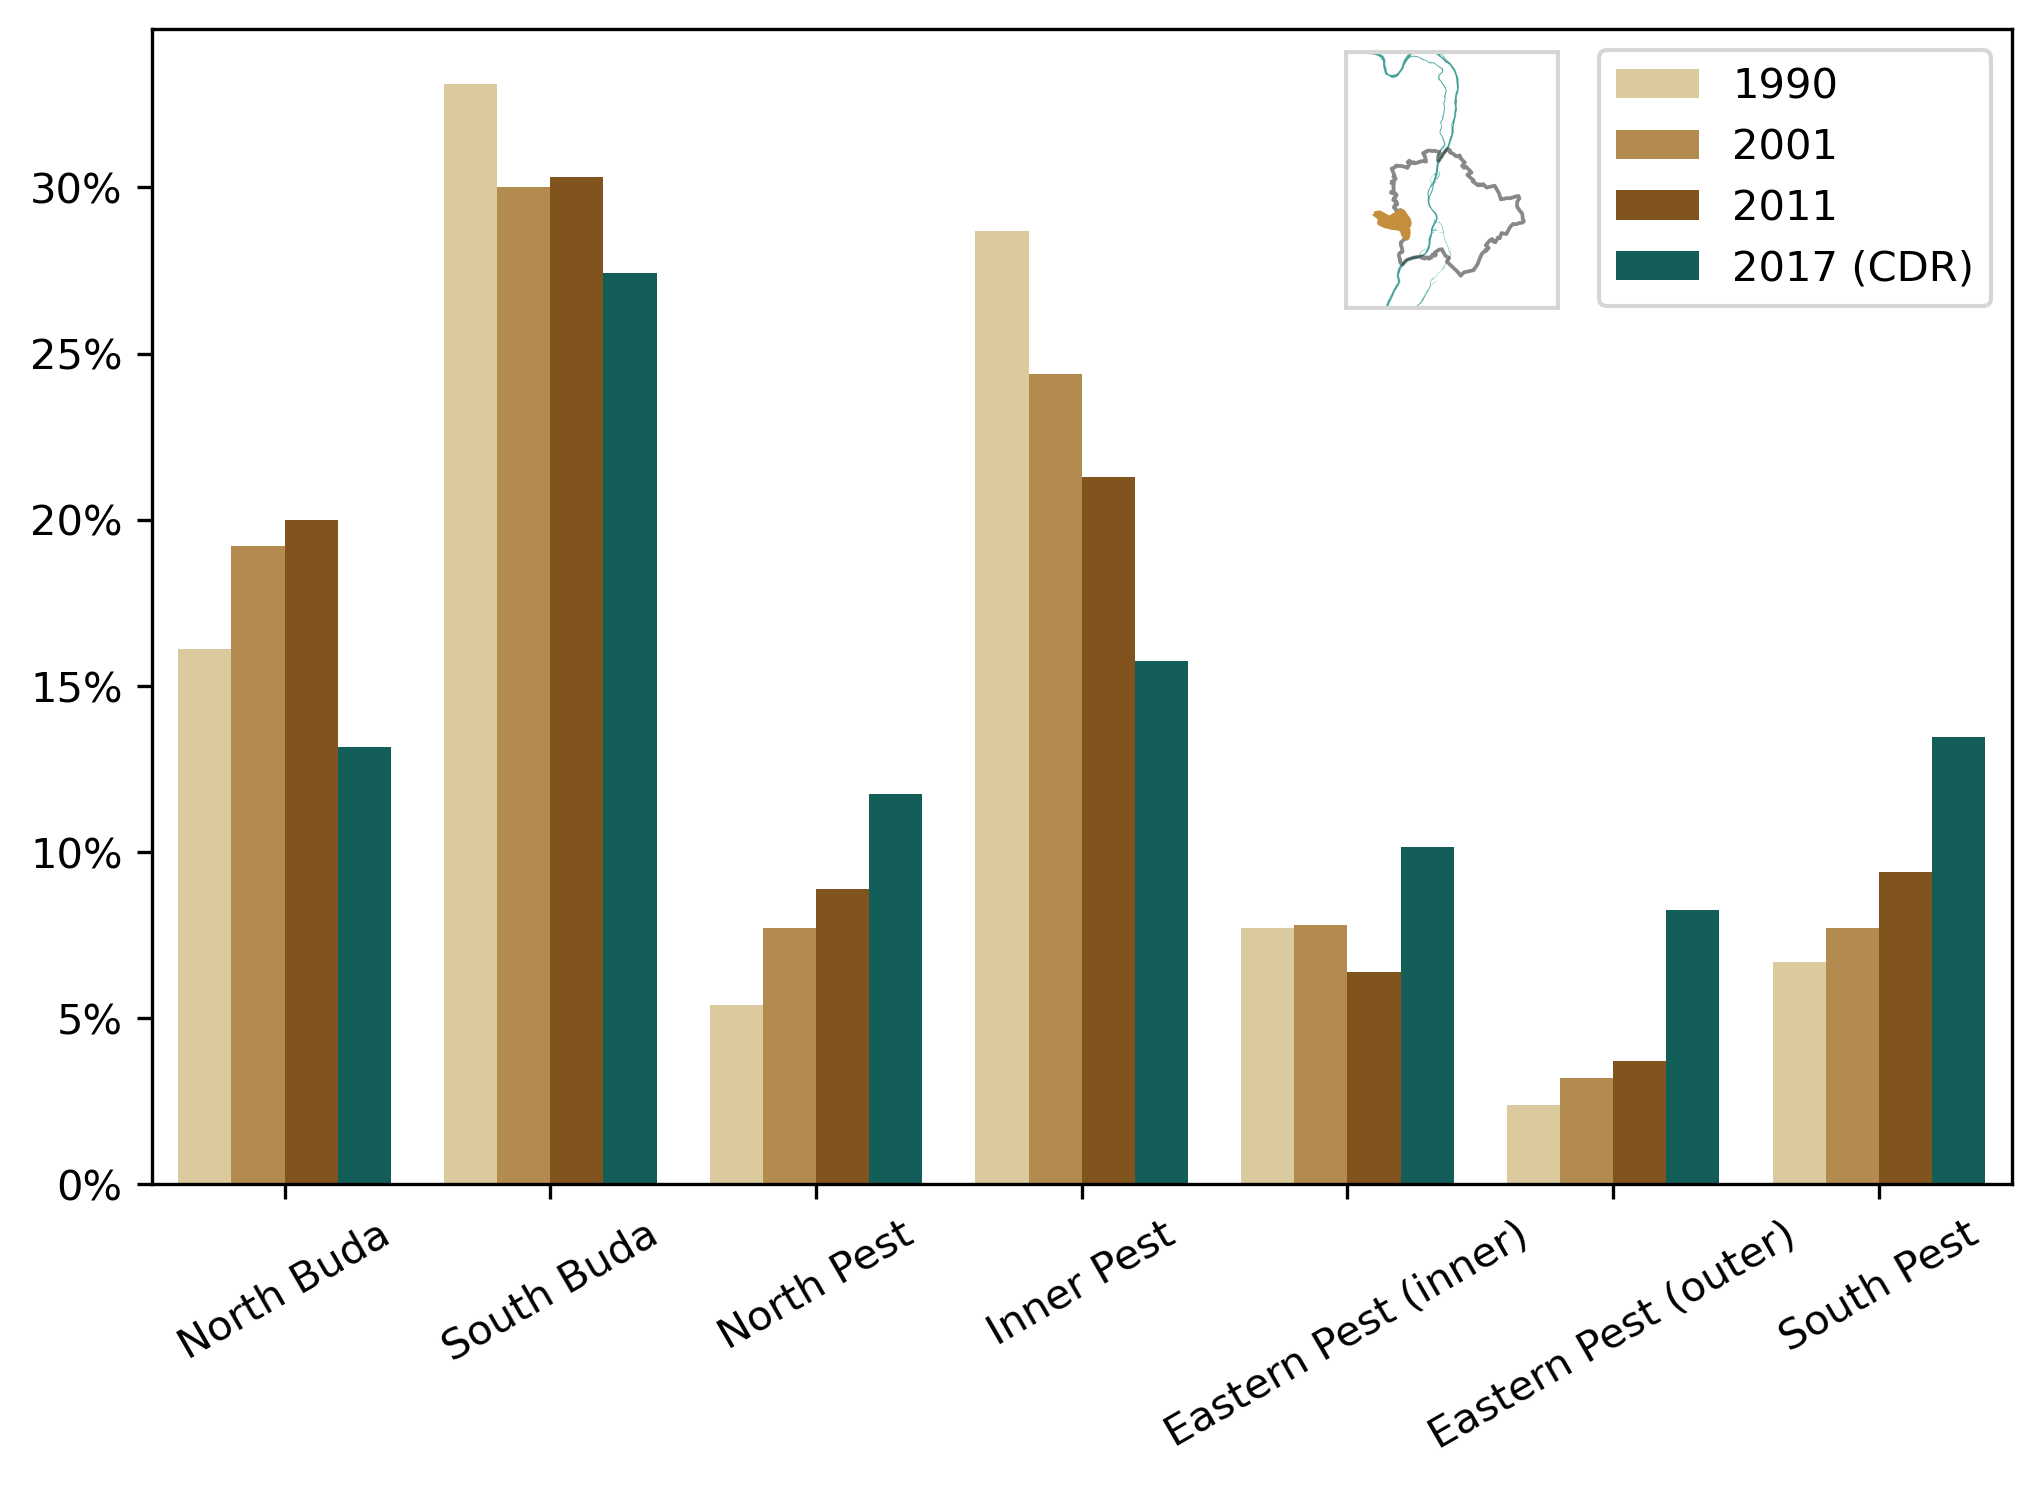 30%
25%
20%
15%
10%
5%
0%
1990
2001
2011
2017 (CDR)
North Buda
South Buda
North Pest
Inner Pest
Eastern Pest (inner)
Eastern Pest (outer)
South Pest